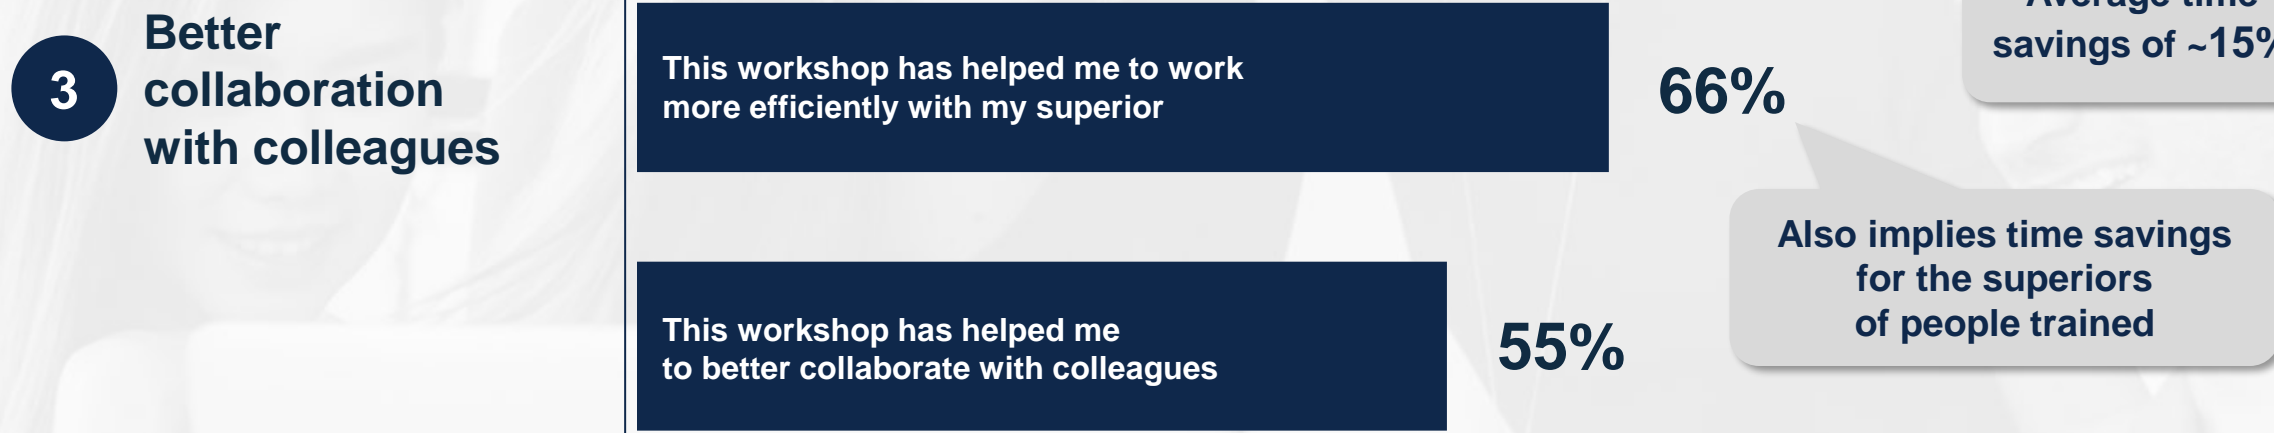 3
Better
collaboration
with colleagues
This workshop has helped me to work
more efficiently with my superior
66%
Average time
savings of ~15%
Also implies time savings
for the superiors
of people trained
This workshop has helped me
to better collaborate with colleagues
55%